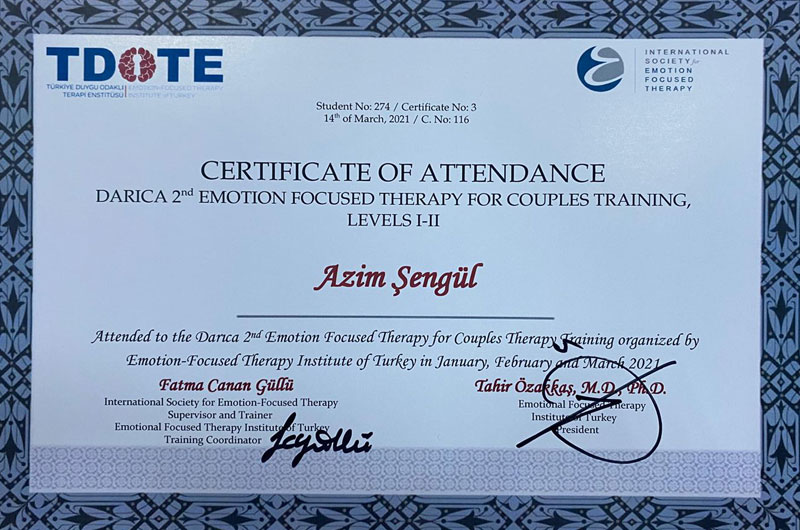 TDOTE
TÜRKİYE DUYGU ODAKLI
TERAPİ ENSTİTÜSÜ
EMOTION-FOCUSED THERAPY
INSTITUTE of TURKEY
INTERNATIONAL
SOCIETY for
EMOTION
FOCUSED
THERAPY
Student No: 274 / Certificate No: 3
14th of March, 2021 / C. No: 116
CERTIFICATE OF ATTENDANCE
DARICA 2nd EMOTION FOCUSED THERAPY FOR COUPLES TRAINING,
LEVELS I-II
Azim Şengül
Attended to the Darıca 2nd Emotion Focused Therapy for Couples Therapy Training organized by
Emotion-Focused Therapy Institute of Turkey in January, February and March 2021
Fatma Canan Güllü
International Society for Emotion-Focused Therapy
Supervisor and Trainer
Emotional Focused Therapy Institute of Turkey
Training Coordinator
Tahir Özakkaş, M.D., Ph.D.
Emotional Focused Therapy
Institute of Turkey
President